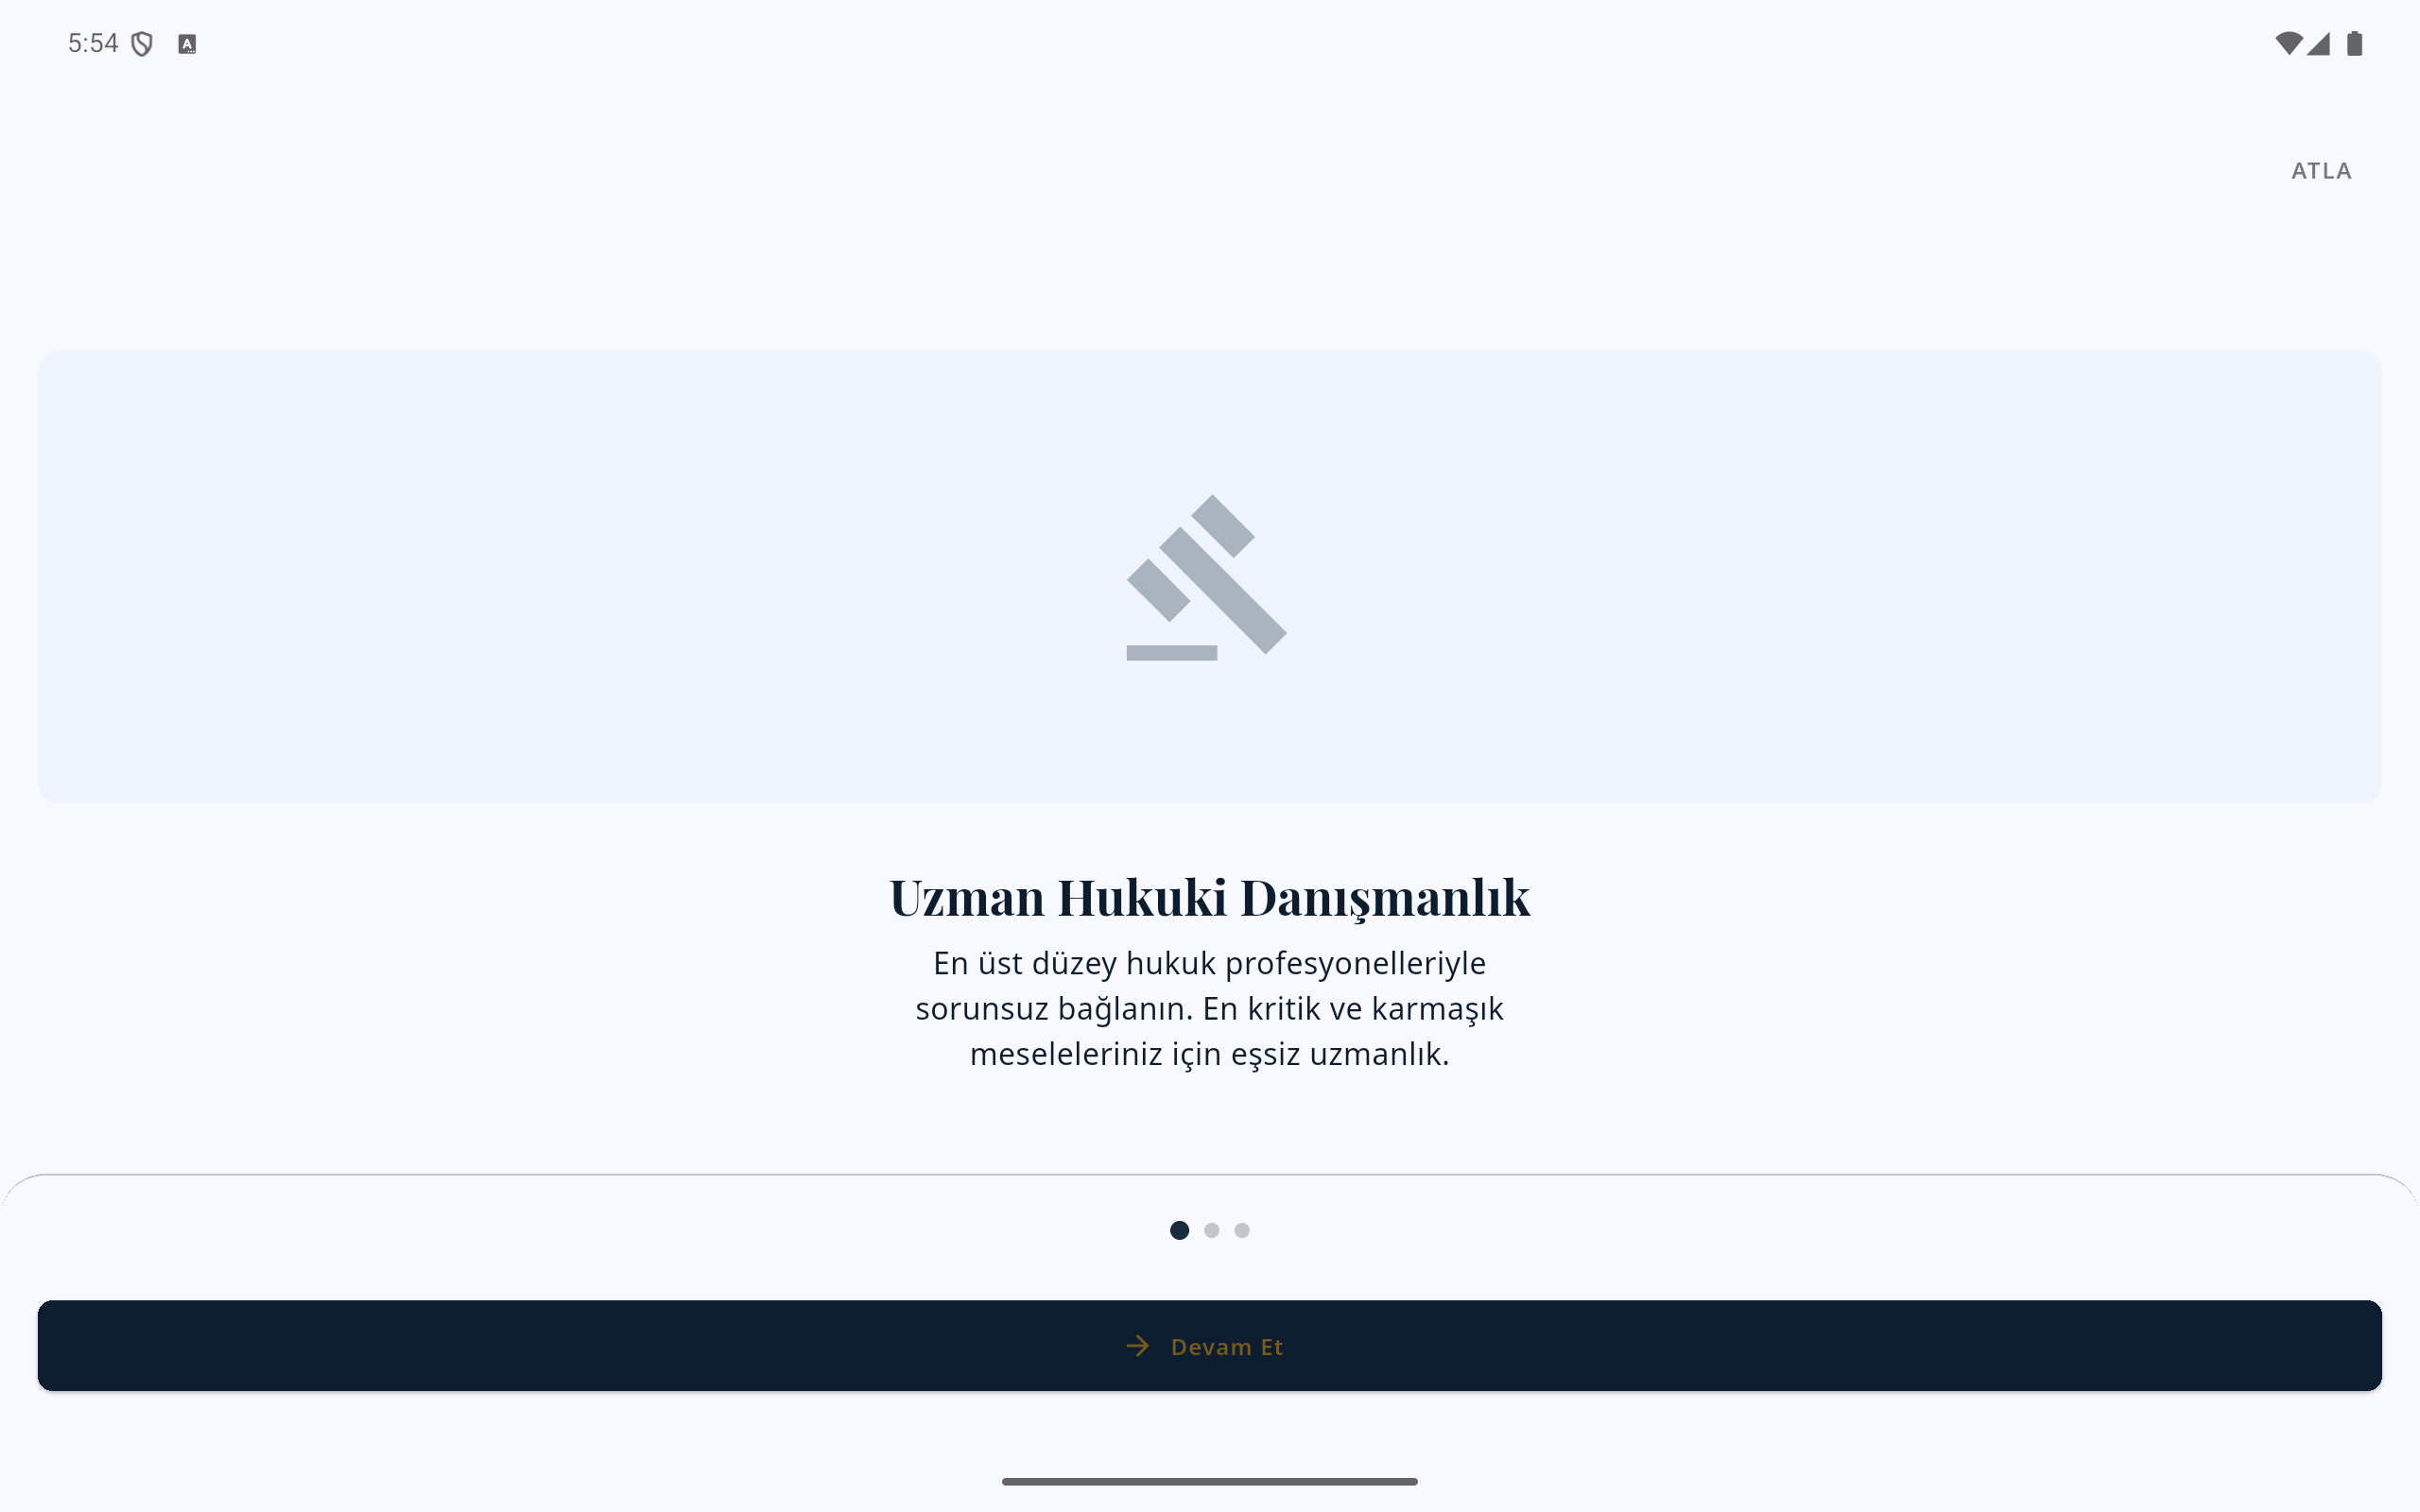 5:54
ATLA
Uzman Hukuki Danışmanlık
En üst düzey hukuk profesyonelleriyle
sorunsuz bağlanın. En kritik ve karmaşık
meseleleriniz için eşsiz uzmanlık.
Devam Et